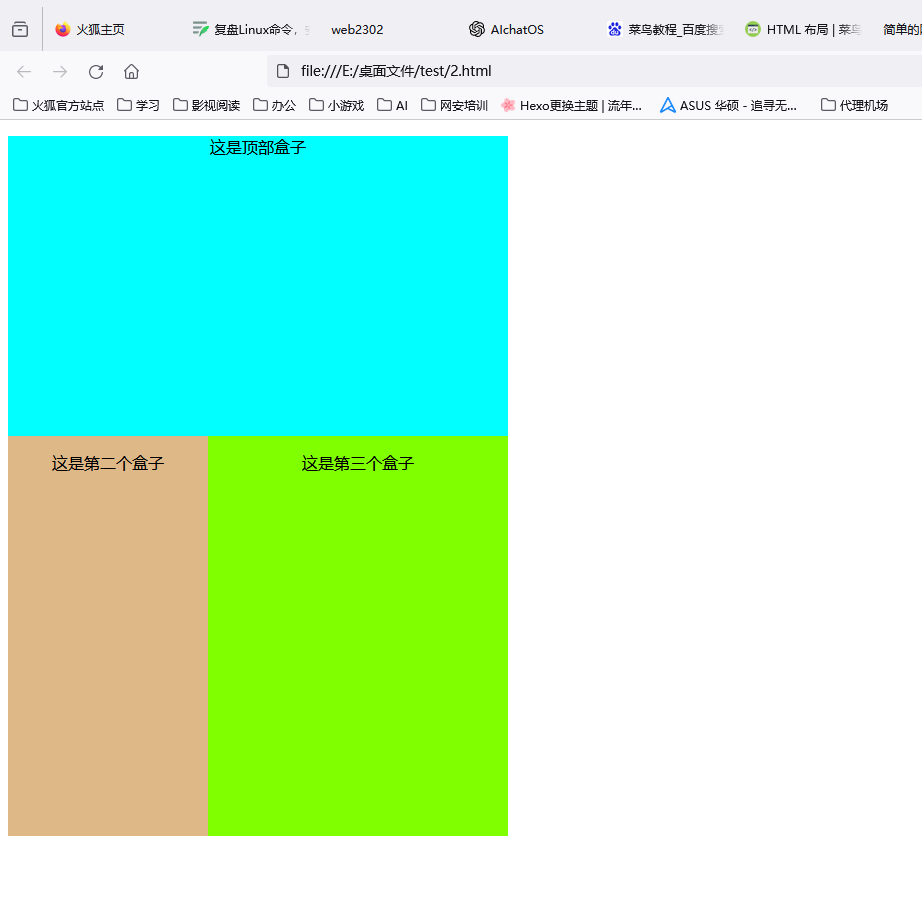 火狐主页 复盘Linux命令， web2302 AIchatOS 菜鸟教程_百度搜 HTML 布局 | 菜鸟 简单的
file:///E:/桌面文件/test/2.html
火狐官方站点 学习 影视阅读 办公 小游戏 AI 网安培训 Hexo更换主题 | 流年... ASUS 华硕 - 追寻无... 代理机场
这是顶部盒子
这是第二个盒子 这是第三个盒子